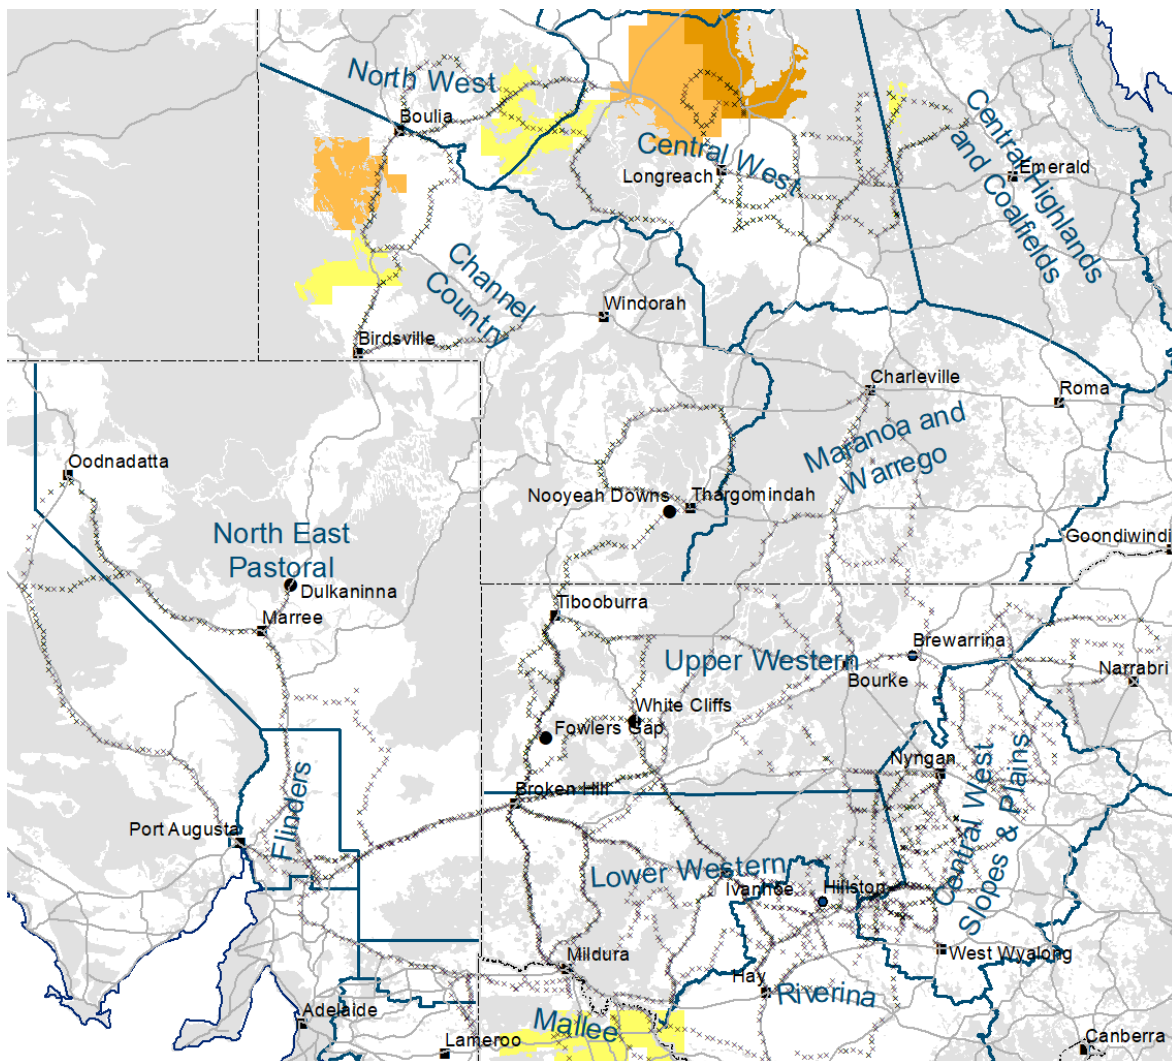 North West
Boulia
Central West
Longreach
Central Highlands
and Coalfields
Emerald
Channel
Country
Windorah
Birdsville
Charleville
Roma
Maranoa and
Warrego
Oodnadatta
Nooyeah Downs
Thargomindah
Goondiwindi
North East
Pastoral
Dulkaninna
Marree
Tibooburra
Brewarrina
Upper Western
Bourke
Narrabri
White Cliffs
Fowlers Gap
Nyngan
Central West
Slopes & Plains
Broken Hill
Flinders
Port Augusta
Lower Western
Ivanhoe
Hillston
West Wyalong
Mildura
Hay
Riverina
Mallee
Adelaide
Lameroo
Canberra